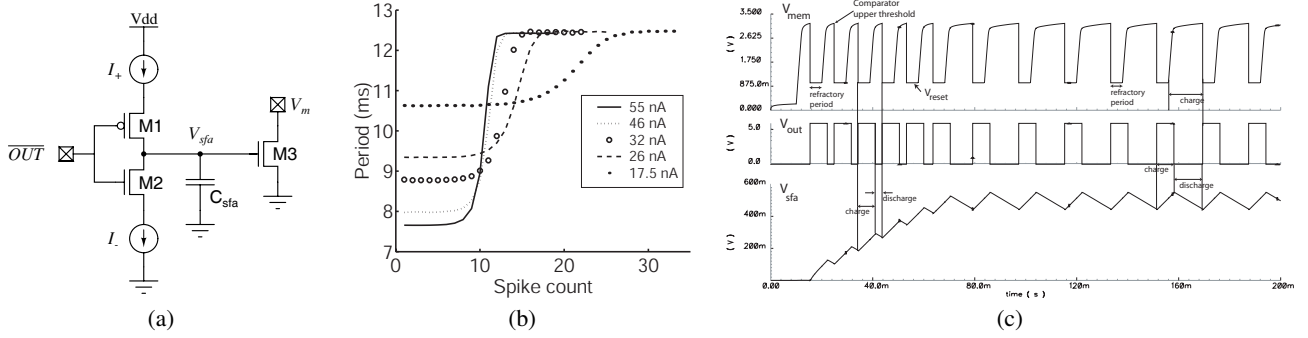 Vdd
I+
M1
Vm
Vsfa
OUT
M3
M2
Csfa
I-
(a)
13
12
11
10
9
8
7
Period (ms)
55 nA
46 nA
32 nA
26 nA
17.5 nA
0 10 20 30
Spike count
(b)
Vmem
Comparator
upper threshold
3.500
2.625
(V)
1.750
875.0m
0.000
refractory
period
Vreset
refractory
period
charge
Vout
5.0
(V)
0.0
charge
discharge
Vsfa
600m
400m
(V)
200m
discharge
charge
0.00 40.0m 80.0m 120m 160m 200m
time (s)
(c)